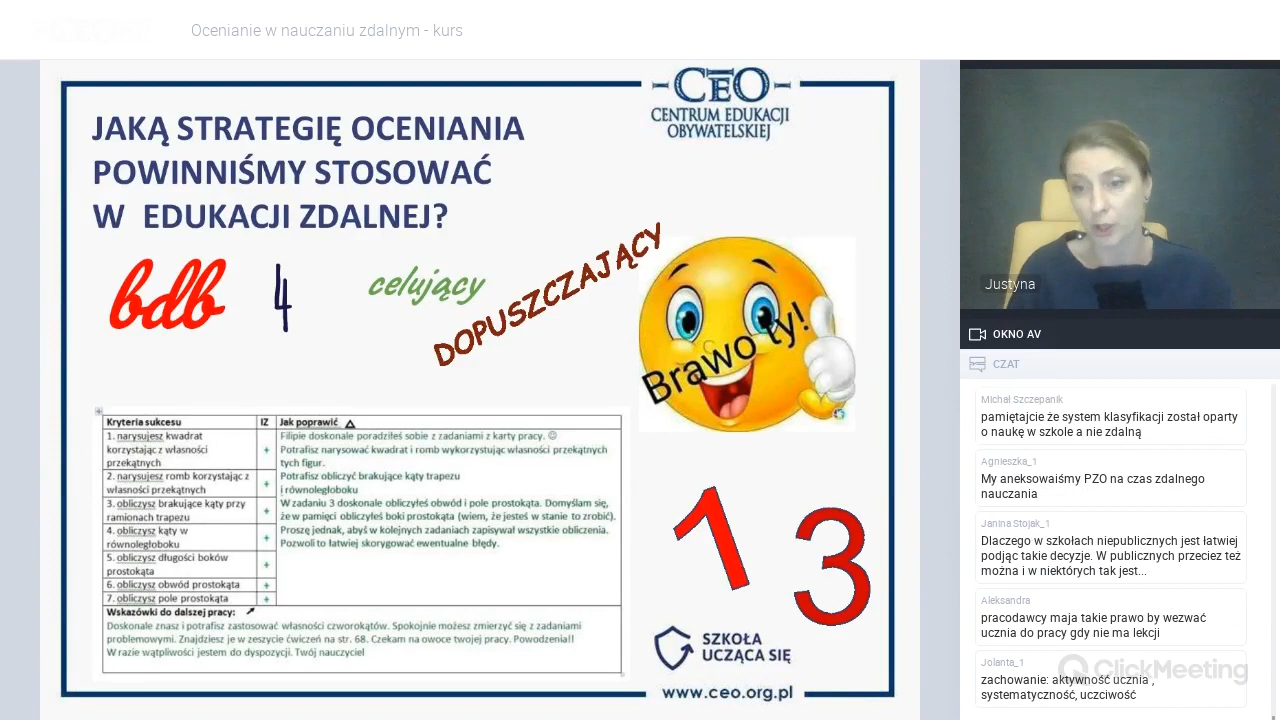 Ocenianie w nauczaniu zdalnym - kurs
CEO
CENTRUM EDUKACJI
OBYWATELSKIEJ
JAKĄ STRATEGIĘ OCENIANIA
POWINNIŚMY STOSOWAĆ
W EDUKACJI ZDALNEJ?
bdb
4
celujący
DOPUSZCZAJĄCY
Brawo ty!
Kryteria sukcesu IZ Jak poprawić
1. narysujesz kwadrat
korzystając z własności
przekątnych
+
2. narysujesz romb korzystając z
własności przekątnych
+
3. obliczysz brakujące kąty przy
ramionach trapezu
+
4. obliczysz kąty w
równoległoboku
+
5. obliczysz długości boków
prostokąta
+
6. obliczysz obwód prostokąta +
7. obliczysz pole prostokąta +
Filipie doskonale poradziłeś sobie z zadaniami z karty pracy. ☺
Potrafisz narysować kwadrat i romb wykorzystując własności przekątnych
tych figur.
Potrafisz obliczyć brakujące kąty trapezu
i równoległoboku
W zadaniu 3 doskonale obliczyłeś obwód i pole prostokąta. Domyślam się,
że w pamięci obliczyłeś boki prostokąta (wiem, że jesteś w stanie to zrobić).
Proszę jednak, abyś w kolejnych zadaniach zapisywał wszystkie obliczenia.
Pozwoli to łatwiej skorygować ewentualne błędy.
Wskazówki do dalszej pracy:
Doskonale znasz i potrafisz zastosować własności czworokątów. Spokojnie możesz zmierzyć się z zadaniami
problemowymi. Znajdziesz je w zeszycie ćwiczeń na str. 68. Czekam na owoce twojej pracy. Powodzenia!!
W razie wątpliwości jestem do dyspozycji. Twój nauczyciel
1 3
SZKOŁA
UCZĄCA SIĘ
www.ceo.org.pl
Justyna
OKNO AV
CZAT
Michał Szczepanik
pamiętajcie że system klasyfikacji został oparty
o naukę w szkole a nie zdalną
Agnieszka_1
My aneksowaiśmy PZO na czas zdalnego
nauczania
Janina Stojak_1
Dlaczego w szkołach niebublicznych jest łatwiej
podjąc takie decyzje. W publicznych przecież też
można i w niektórych tak jest...
Aleksandra
pracodawcy maja takie prawo by wezwać
ucznia do pracy gdy nie ma lekcji
Jolanta_1
zachowanie: aktywność ucznia ,
systematyczność, uczciwość
ClickMeeting